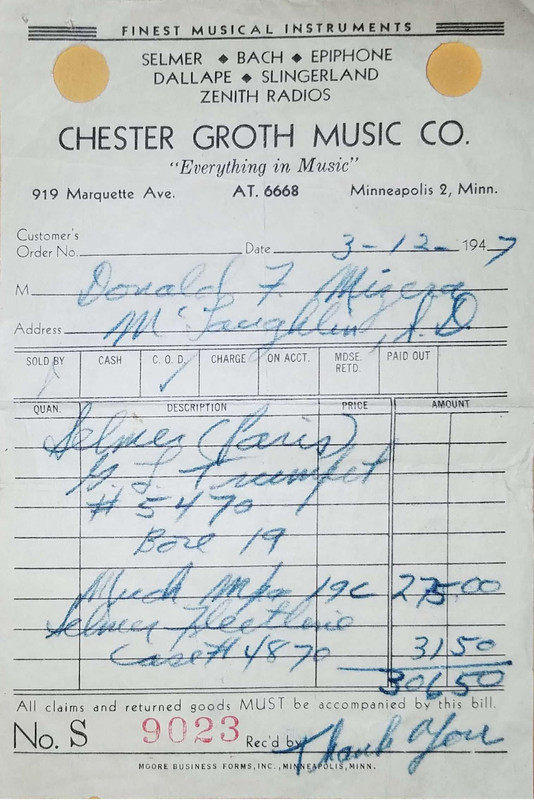 FINEST MUSICAL INSTRUMENTS
SELMER ◆ BACH ◆ EPIPHONE
DALLAPE ◆ SLINGERLAND
ZENITH RADIOS
CHESTER GROTH MUSIC CO.
"Everything in Music"
919 Marquette Ave. AT. 6668 Minneapolis 2, Minn.
Customer's
Order No. Date 3-12- 1947
M Donald F. Mizera
Address McLaughlin, S.D.
SOLD BY CASH C. O. D. CHARGE ON ACCT. MDSE. RETD. PAID OUT
✓
QUAN. DESCRIPTION PRICE AMOUNT
Selmer (Paris)
Trumpet
# 5470
Bore 19
19C 275.00
Selmer
Case # 4870 31 50
306 50
All claims and returned goods MUST be accompanied by this bill.
No. S 9023 Rec'd by Thank You
MOORE BUSINESS FORMS, INC., MINNEAPOLIS, MINN.